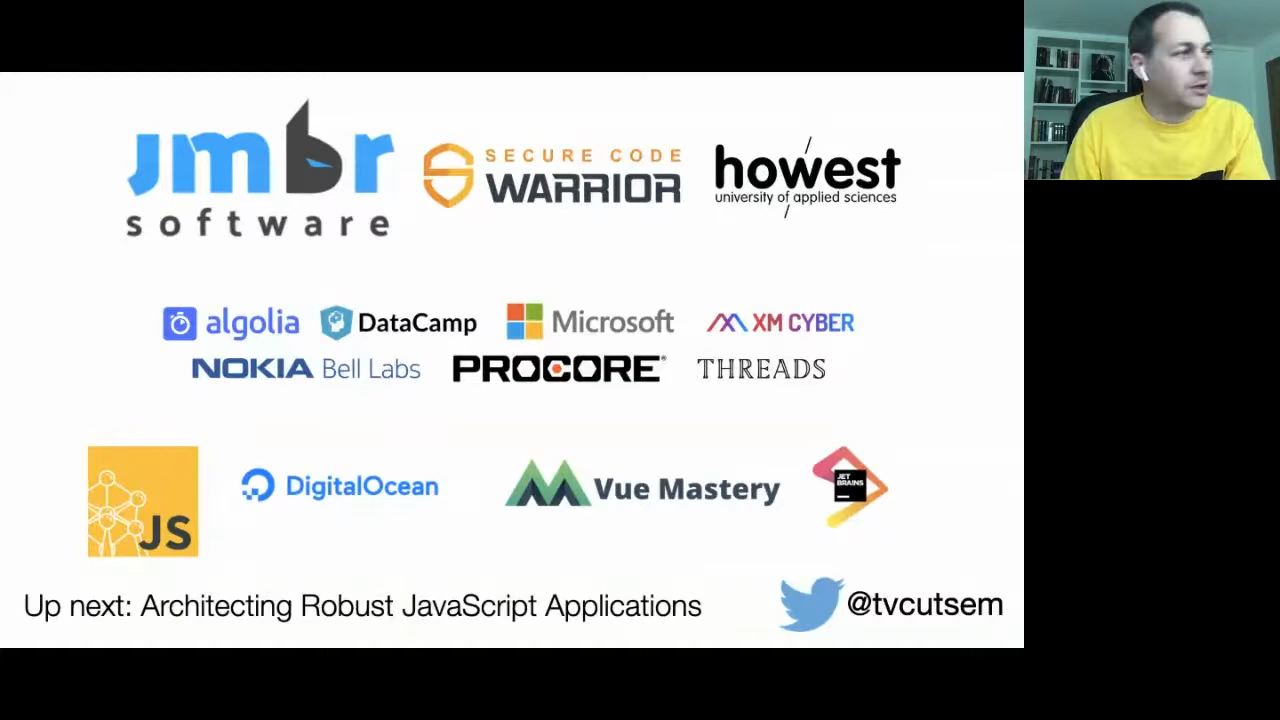 jmbr
software
SECURE CODE
WARRIOR
howest
university of applied sciences
algolia
DataCamp
Microsoft
XM CYBER
NOKIA Bell Labs
PROCORE®
THREADS
JS
DigitalOcean
Vue Mastery
JET
BRAINS
Up next: Architecting Robust JavaScript Applications
@tvcutsem